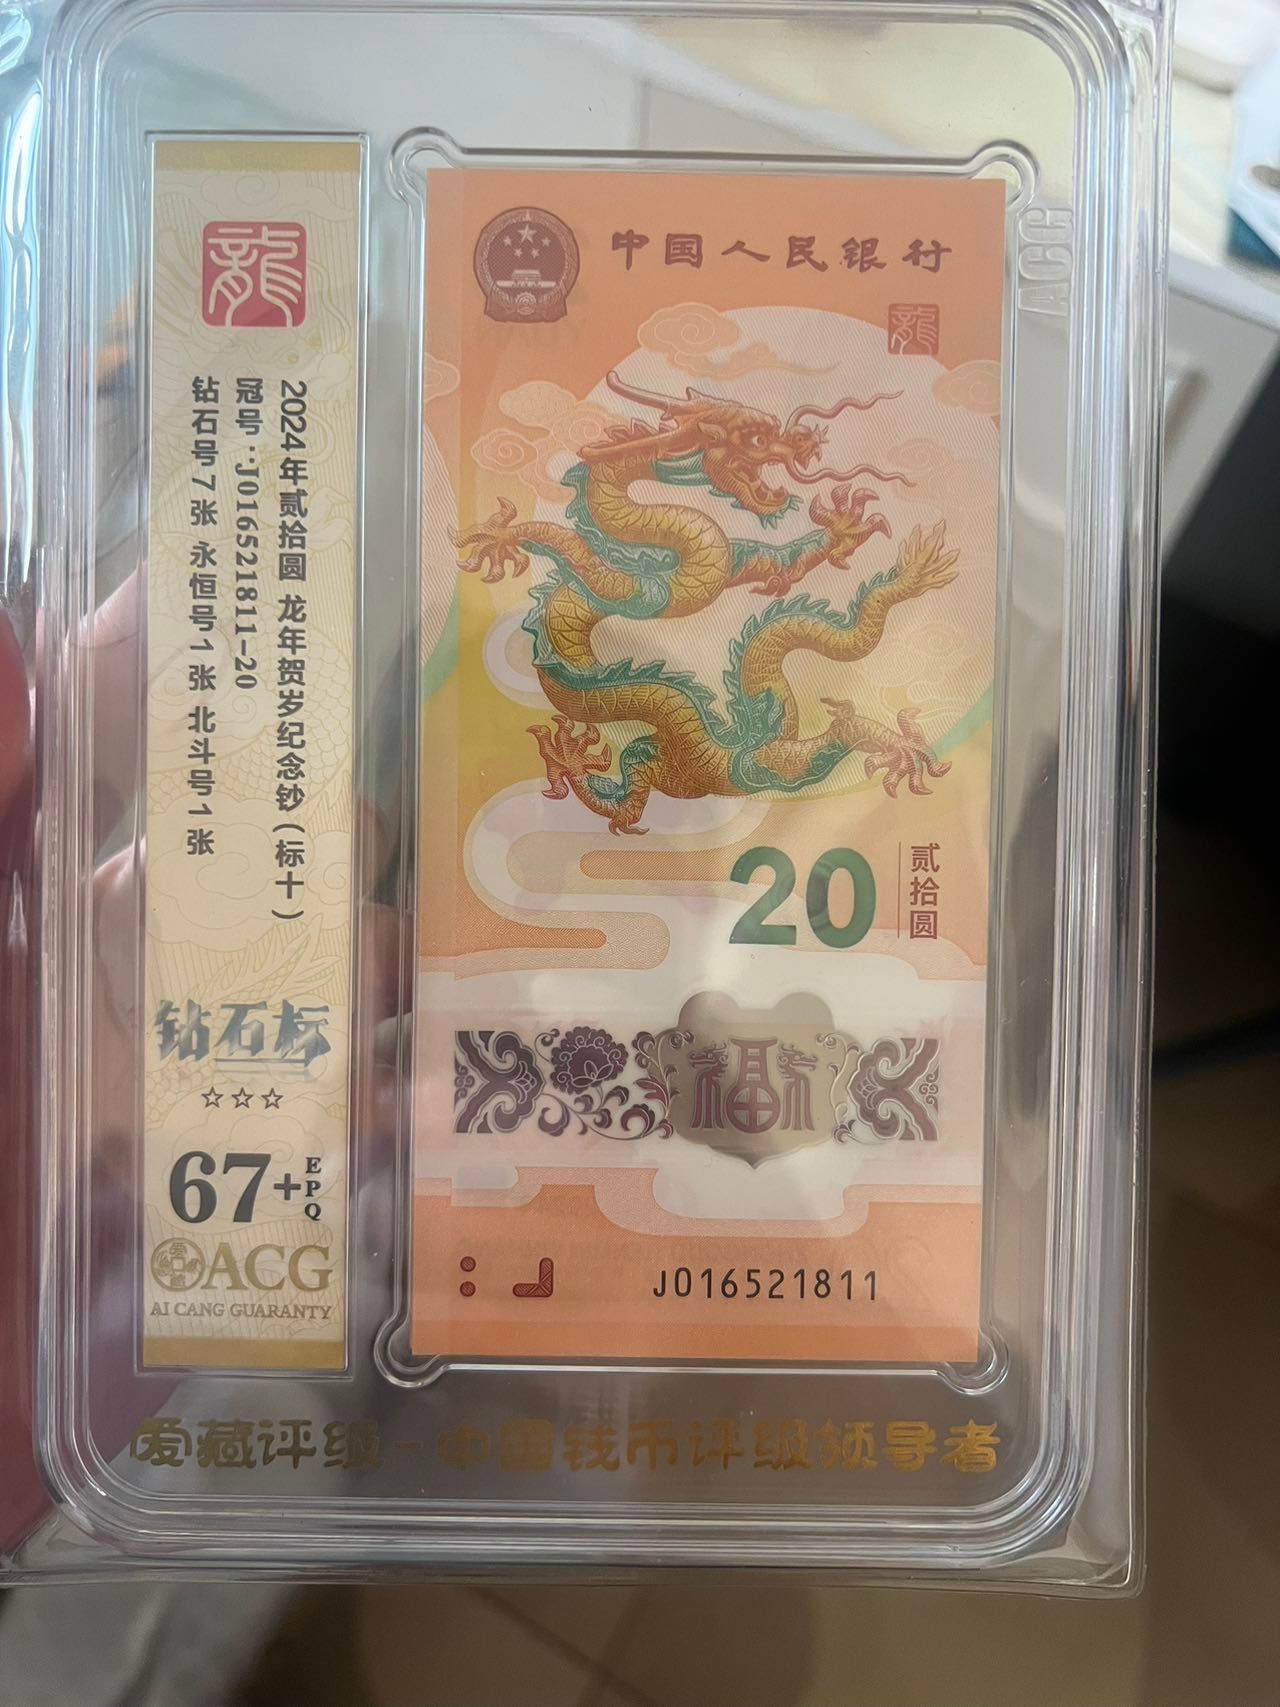 龍
2024年贰拾圆 龙年贺岁纪念钞(标十)
冠号:J016521811-20
钻石号7张 永恒号1张 北斗号1张
钻石标
☆☆☆
67+EPQ
ACG
AI CANG GUARANTY
中国人民银行
龍
20
贰拾圆
福
J016521811
ACG
爱藏评级-中国钱币评级领导者